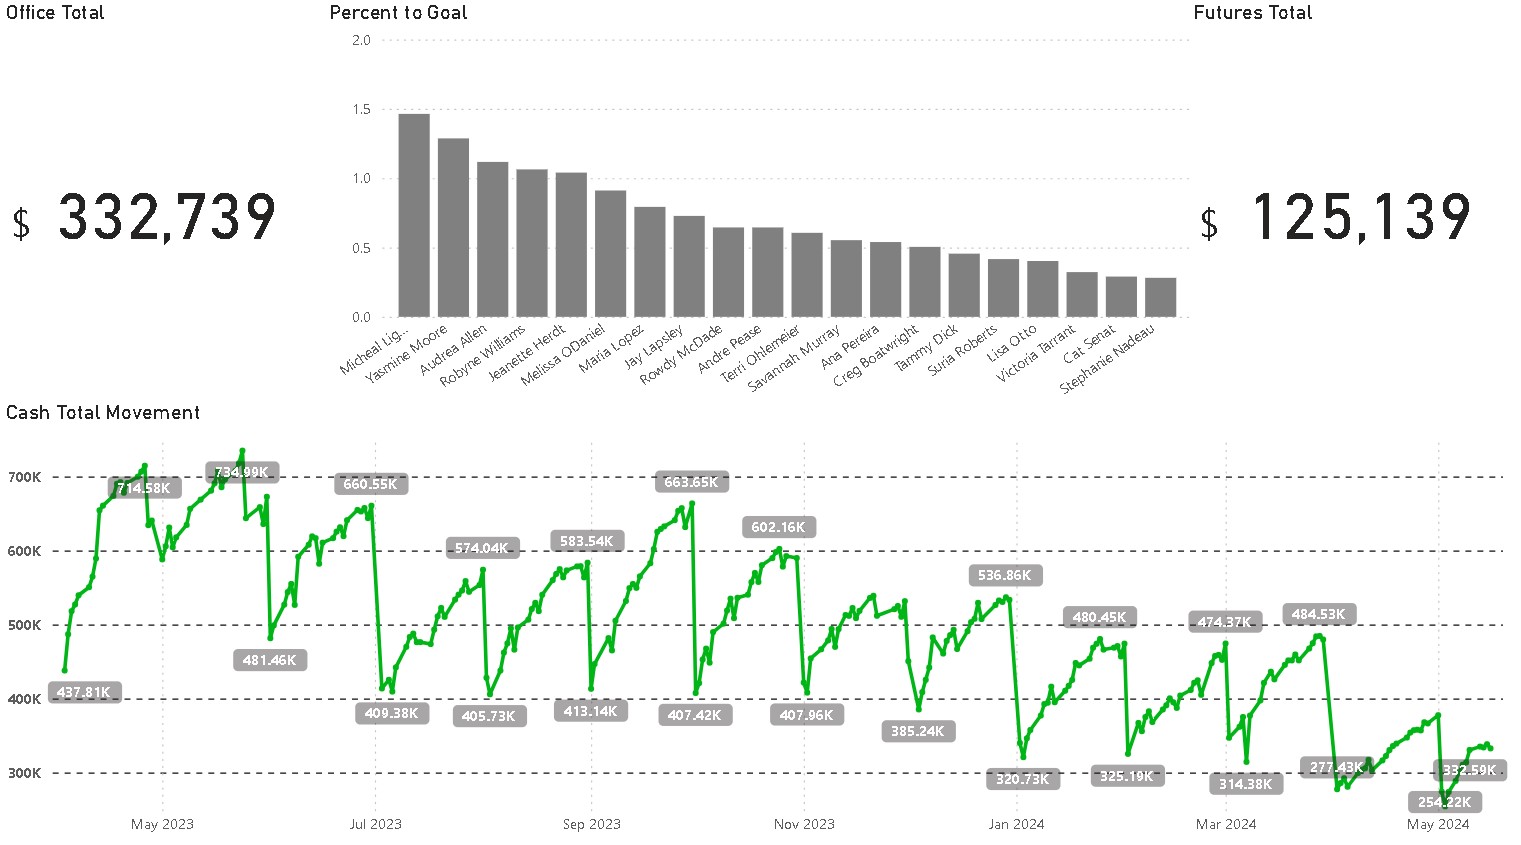 Office Total
Percent to Goal
Futures Total
2.0
1.5
1.0
0.5
0.0
$ 332,739
$ 125,139
Micheal Lig...
Yasmine Moore
Audrea Allen
Robyne Williams
Jeanette Herdt
Melissa ODaniel
Maria Lopez
Jay Lapsley
Rowdy McDade
Andre Pease
Terri Ohlemeier
Savannah Murray
Ana Pereira
Creg Boatwright
Tammy Dick
Suria Roberts
Lisa Otto
Victoria Tarrant
Cat Senat
Stephanie Nadeau
Cash Total Movement
700K
600K
500K
400K
300K
437.81K
714.58K
734.99K
481.46K
660.55K
409.38K
574.04K
405.73K
583.54K
413.14K
663.65K
407.42K
602.16K
407.96K
385.24K
536.86K
320.73K
480.45K
325.19K
474.37K
314.38K
484.53K
277.43K
254.22K
332.59K
May 2023
Jul 2023
Sep 2023
Nov 2023
Jan 2024
Mar 2024
May 2024